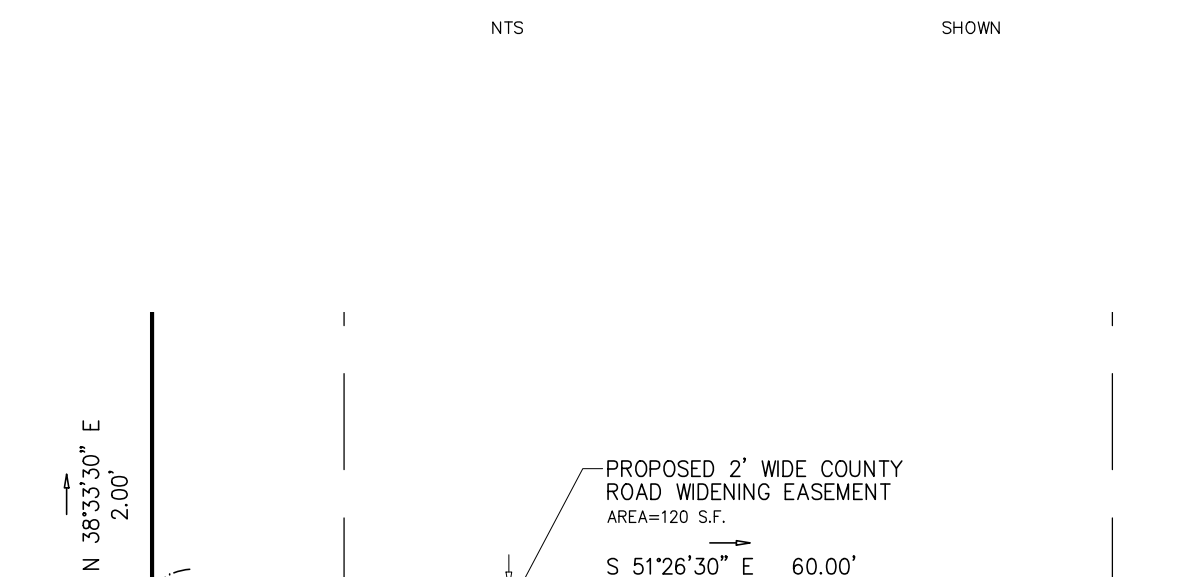 NTS
SHOWN
N 38°33'30" E
2.00'
PROPOSED 2' WIDE COUNTY
ROAD WIDENING EASEMENT
AREA=120 S.F.
S 51°26'30" E 60.00'